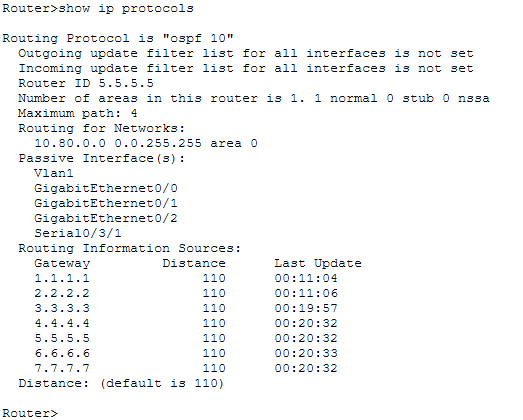 Router>show ip protocols

Routing Protocol is "ospf 10"
  Outgoing update filter list for all interfaces is not set
  Incoming update filter list for all interfaces is not set
  Router ID 5.5.5.5
  Number of areas in this router is 1. 1 normal 0 stub 0 nssa
  Maximum path: 4
  Routing for Networks:
    10.80.0.0 0.0.255.255 area 0
  Passive Interface(s):
    Vlan1
    GigabitEthernet0/0
    GigabitEthernet0/1
    GigabitEthernet0/2
    Serial0/3/1
  Routing Information Sources:
    Gateway         Distance      Last Update
    1.1.1.1              110      00:11:04
    2.2.2.2              110      00:11:06
    3.3.3.3              110      00:19:57
    4.4.4.4              110      00:20:32
    5.5.5.5              110      00:20:32
    6.6.6.6              110      00:20:33
    7.7.7.7              110      00:20:32
  Distance: (default is 110)

Router>